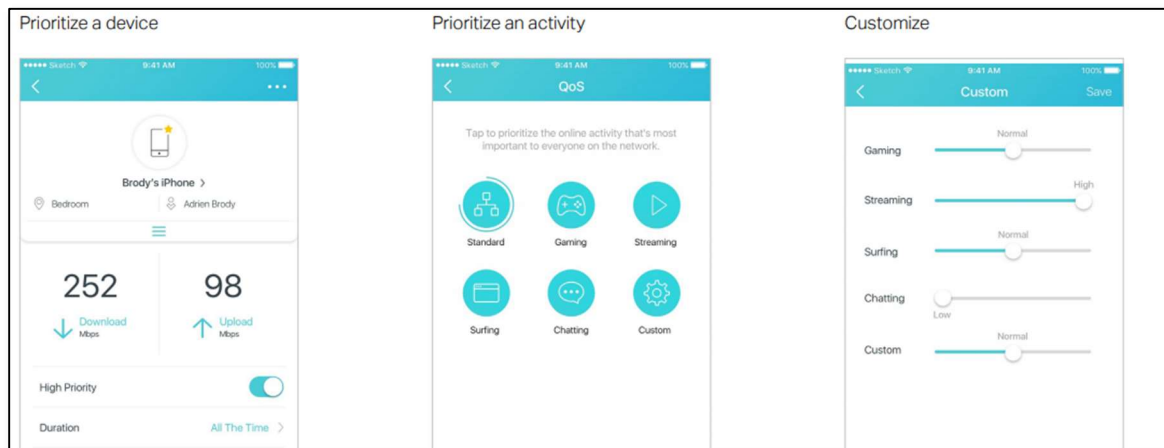 Prioritize a device
Sketch 9:41 AM 100%
Brody's iPhone >
Bedroom
Adrien Brody
252
98
Download
Mbps
Upload
Mbps
High Priority
Duration All The Time >
Prioritize an activity
Sketch 9:41 AM 100%
QoS
Tap to prioritize the online activity that's most
important to everyone on the network.
Standard Gaming Streaming
Surfing Chatting Custom
Customize
Sketch 9:41 AM 100%
Custom Save
Normal
Gaming
High
Streaming
Normal
Surfing
Chatting
Low
Normal
Custom